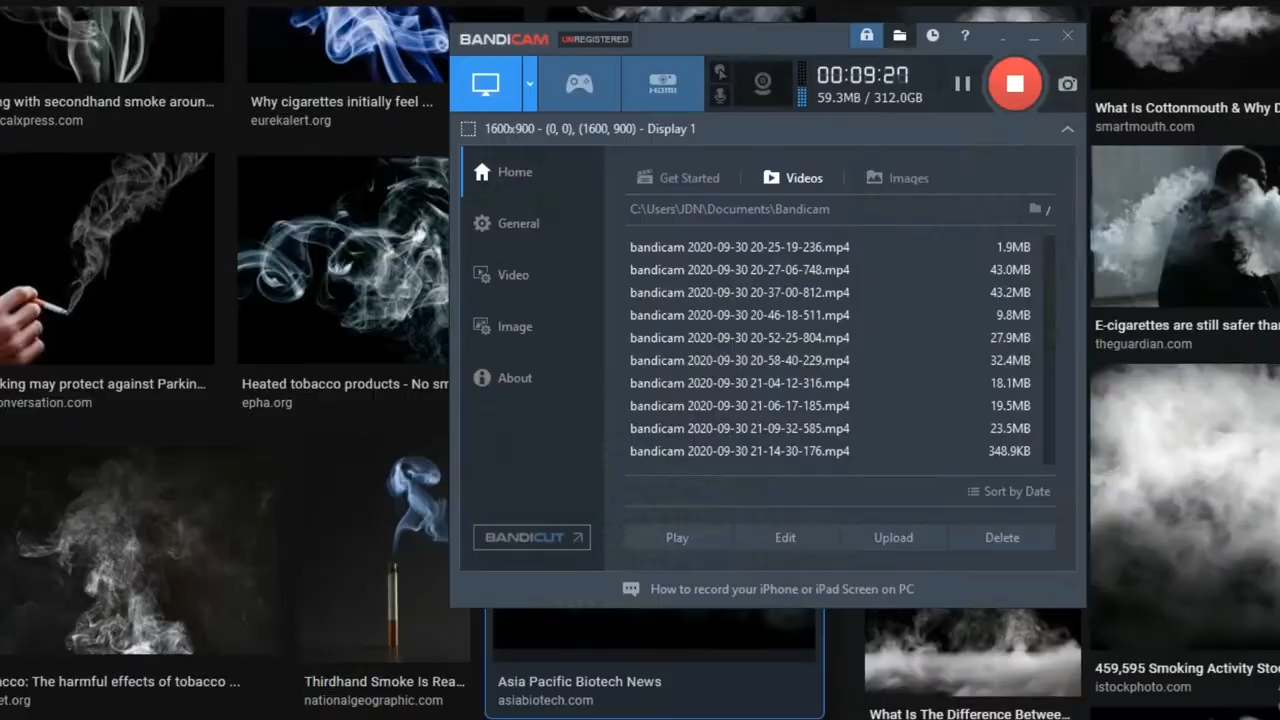 BANDICAM UNREGISTERED
00:09:27
59.3MB / 312.0GB
HDMI
1600x900 - (0, 0), (1600, 900) - Display 1
Home
General
Video
Image
About
BANDICUT
Get Started
Videos
Images
C:\Users\JDN\Documents\Bandicam
/
bandicam 2020-09-30 20-25-19-236.mp4 1.9MB
bandicam 2020-09-30 20-27-06-748.mp4 43.0MB
bandicam 2020-09-30 20-37-00-812.mp4 43.2MB
bandicam 2020-09-30 20-46-18-511.mp4 9.8MB
bandicam 2020-09-30 20-52-25-804.mp4 27.9MB
bandicam 2020-09-30 20-58-40-229.mp4 32.4MB
bandicam 2020-09-30 21-04-12-316.mp4 18.1MB
bandicam 2020-09-30 21-06-17-185.mp4 19.5MB
bandicam 2020-09-30 21-09-32-585.mp4 23.5MB
bandicam 2020-09-30 21-14-30-176.mp4 348.9KB
Sort by Date
Play Edit Upload Delete
How to record your iPhone or iPad Screen on PC
ng with secondhand smoke aroun...
calxpress.com
Why cigarettes initially feel ...
eurekalert.org
What Is Cottonmouth & Why D
smartmouth.com
king may protect against Parkin...
onversation.com
Heated tobacco products - No sm
epha.org
E-cigarettes are still safer tha
theguardian.com
cco: The harmful effects of tobacco ...
et.org
Thirdhand Smoke Is Rea...
nationalgeographic.com
Asia Pacific Biotech News
asiabiotech.com
What Is The Difference Betwee...
459,595 Smoking Activity Stoc
istockphoto.com